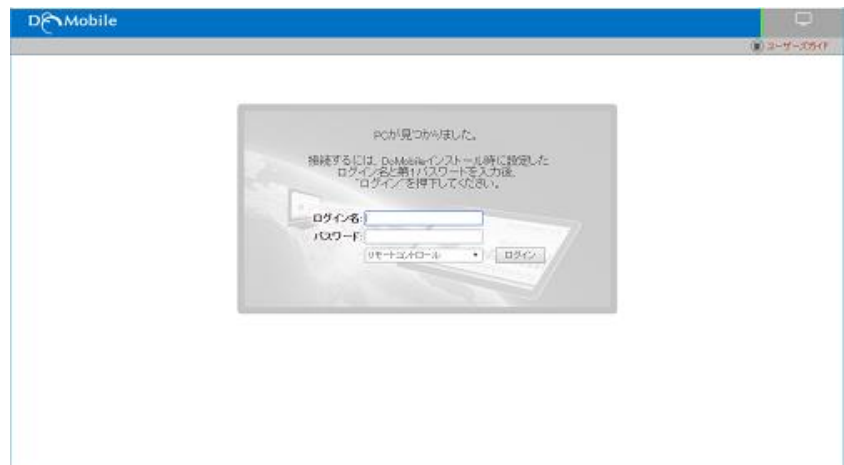 DoMobile
ユーザーズガイド
PCが見つかりました。
接続するには、DoMobileインストール時に設定した
ログイン名と第1パスワードを入力後、
"ログイン"を押下してください。
ログイン名:
パスワード:
リモートコントロール
ログイン